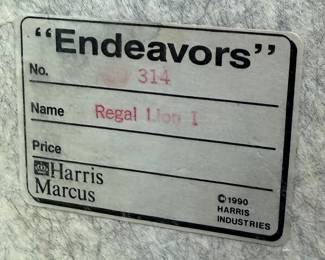 "Endeavors"
No. 314
Name Regal Lion I
Price
Harris
Marcus
©1990
HARRIS
INDUSTRIES